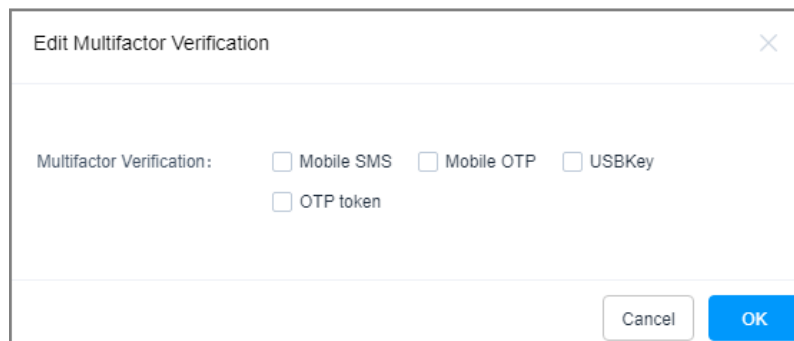 Edit Multifactor Verification
Multifactor Verification: Mobile SMS Mobile OTP USBKey
OTP token
Cancel OK